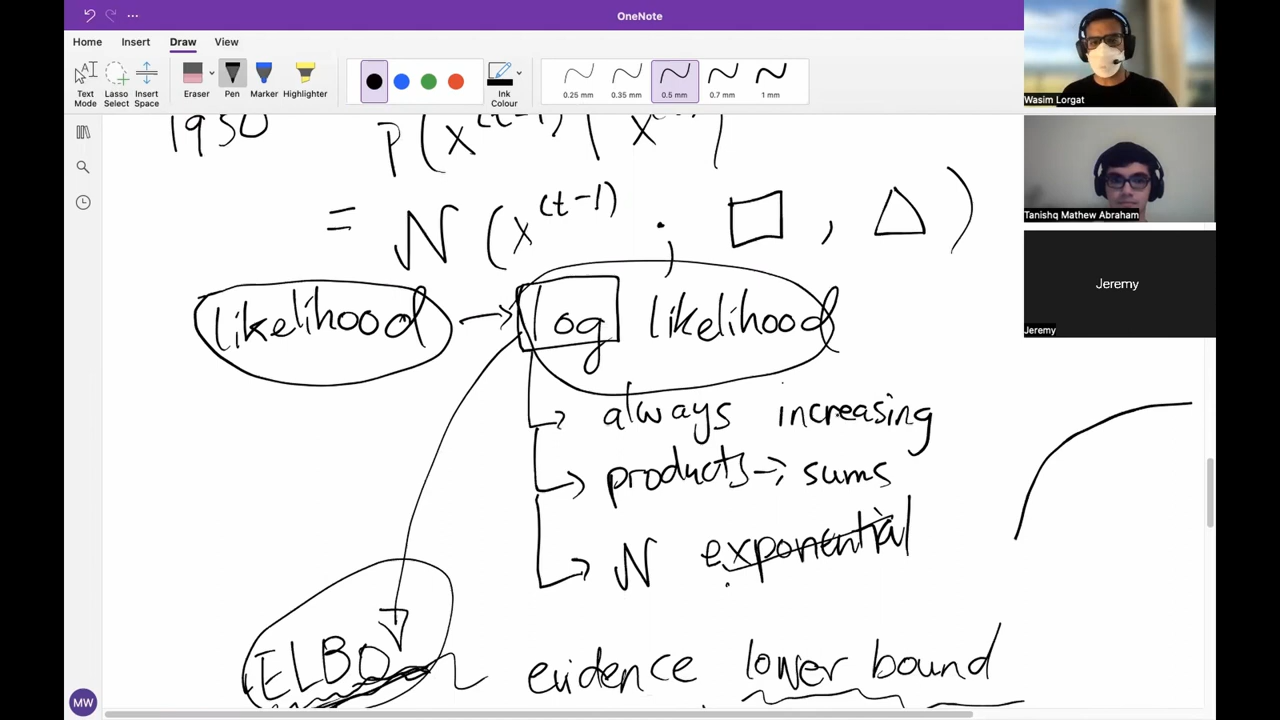 OneNote
Home Insert Draw View
Text Mode Lasso Select Insert Space Eraser Pen Marker Highlighter Ink Colour 0.25 mm 0.35 mm 0.5 mm 0.7 mm 1 mm
Wasim Lorgat
Tanishq Mathew Abraham
Jeremy
Jeremy
1950 P(x^(t-1) | x
= N(x^(t-1) ; □ , △)
likelihood → log likelihood
→ always increasing
→ products → sums
→ N exponential
ELBO evidence lower bound
MW